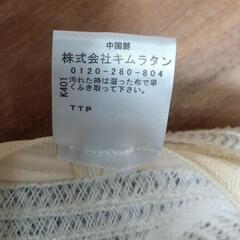 中国製
株式会社キムラタン
0120-280-804
汚れた時は湿った布で早
くふき取って下さい。
TTP
K401